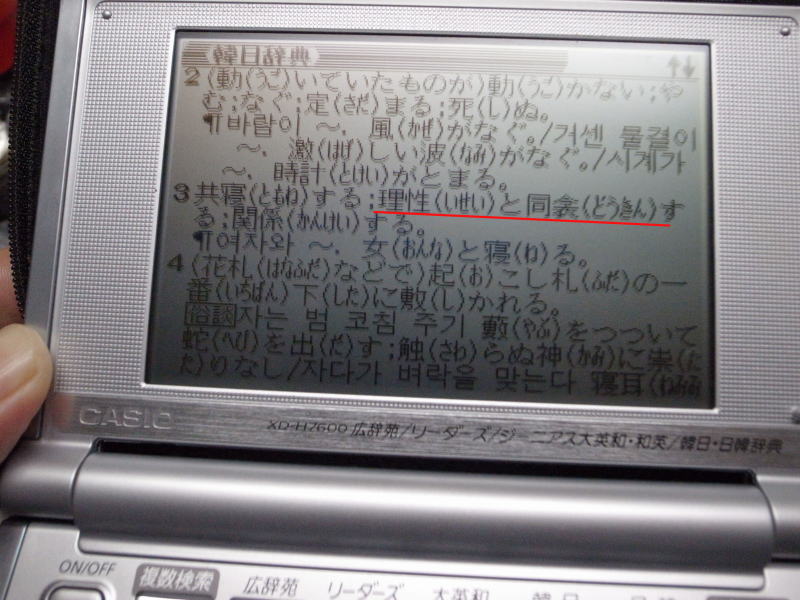 韓日辞典
2 (動(うご)いていたものが)動(うご)かない;や
む;なぐ;定(さだ)まる;死(し)ぬ。
¶바람이 〜. 風(かぜ)がなぐ。/거센 물결이
〜. 激(はげ)しい波(なみ)がなぐ。/시계가
〜. 時計(とけい)がとまる。
3 共寝(ともね)する;理性(いせい)と同衾(どうきん)す
る;関係(かんけい)する。
¶여자와 〜. 女(おんな)と寝(ね)る。
4 (花札(はなふだ)などで)起(お)こし札(ふだ)の一
番(いちばん)下(した)に敷(し)かれる。
俗談 자는 범 코침 주기 藪(やぶ)をつついて
蛇(へび)を出(だ)す;触(さわ)らぬ神(かみ)に祟(た
た)りなし/자다가 벼락을 맞는다 寝耳(ねみみ
CASIO
XD-H7600 広辞苑/リーダーズ/ジーニアス大英和・和英/韓日・日韓辞典
ON/OFF 複数検索 広辞苑 リーダーズ 大英和 韓日